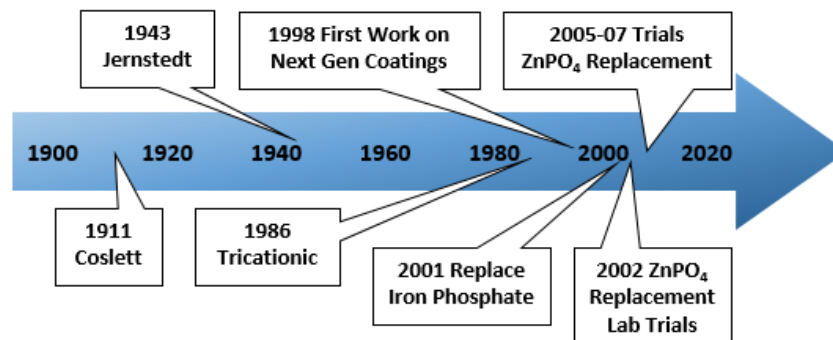 1943
Jernstedt
1998 First Work on
Next Gen Coatings
2005-07 Trials
ZnPO₄ Replacement
1900 1920 1940 1960 1980 2000 2020
1911
Coslett
1986
Tricationic
2001 Replace
Iron Phosphate
2002 ZnPO₄
Replacement
Lab Trials